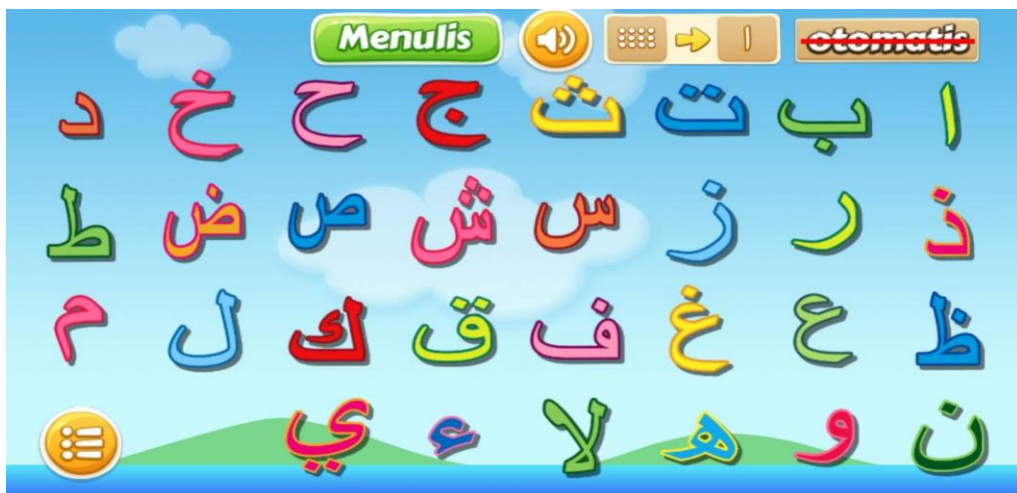 Menulis ا otomatis
ا ب ت ث ج ح خ د
ذ ر ز س ش ص ض ط
ظ ع غ ف ق ك ل م
ن و ه لا ء ي